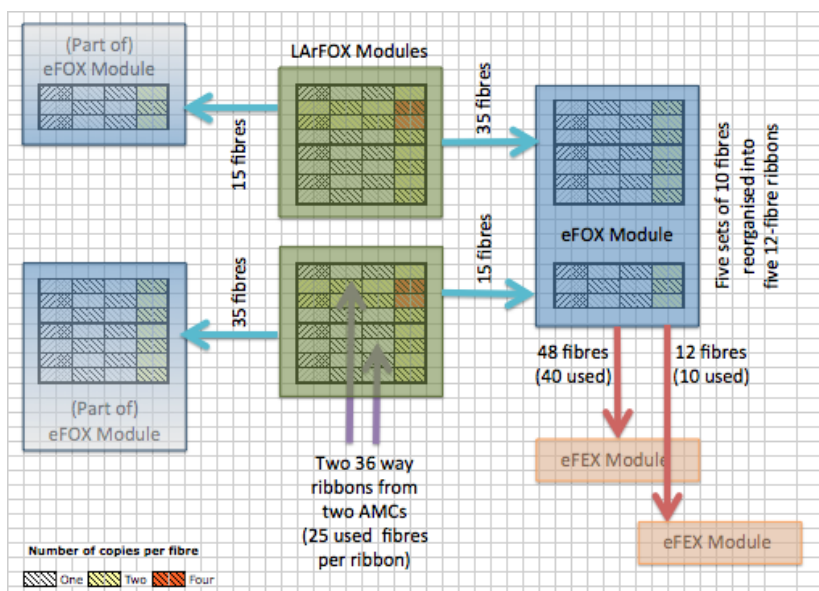 (Part of)
eFOX Module
LArFOX Modules
15 fibres
35 fibres
eFOX Module
Five sets of 10 fibres
reorganised into
five 12-fibre ribbons
35 fibres
15 fibres
(Part of)
eFOX Module
48 fibres
(40 used)
12 fibres
(10 used)
Two 36 way
ribbons from
two AMCs
(25 used fibres
per ribbon)
eFEX Module
eFEX Module
Number of copies per fibre
One
Two
Four